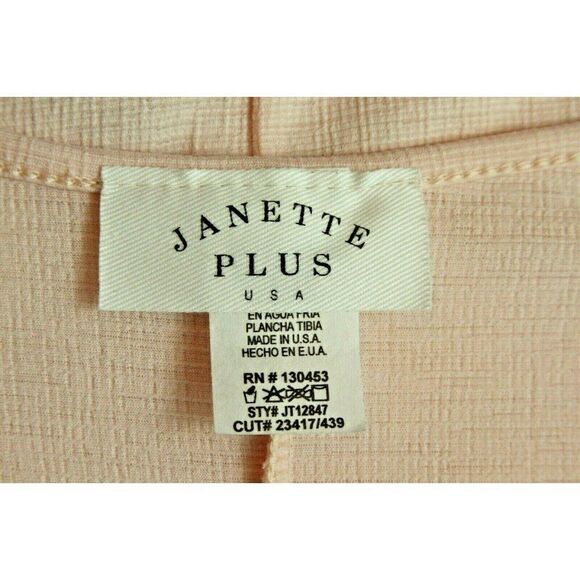 JANETTE
PLUS
USA
EN AGUA FRIA
PLANCHA TIBIA
MADE IN U.S.A.
HECHO EN E.U.A.
RN # 130453
STY# JT12847
CUT# 23417/439